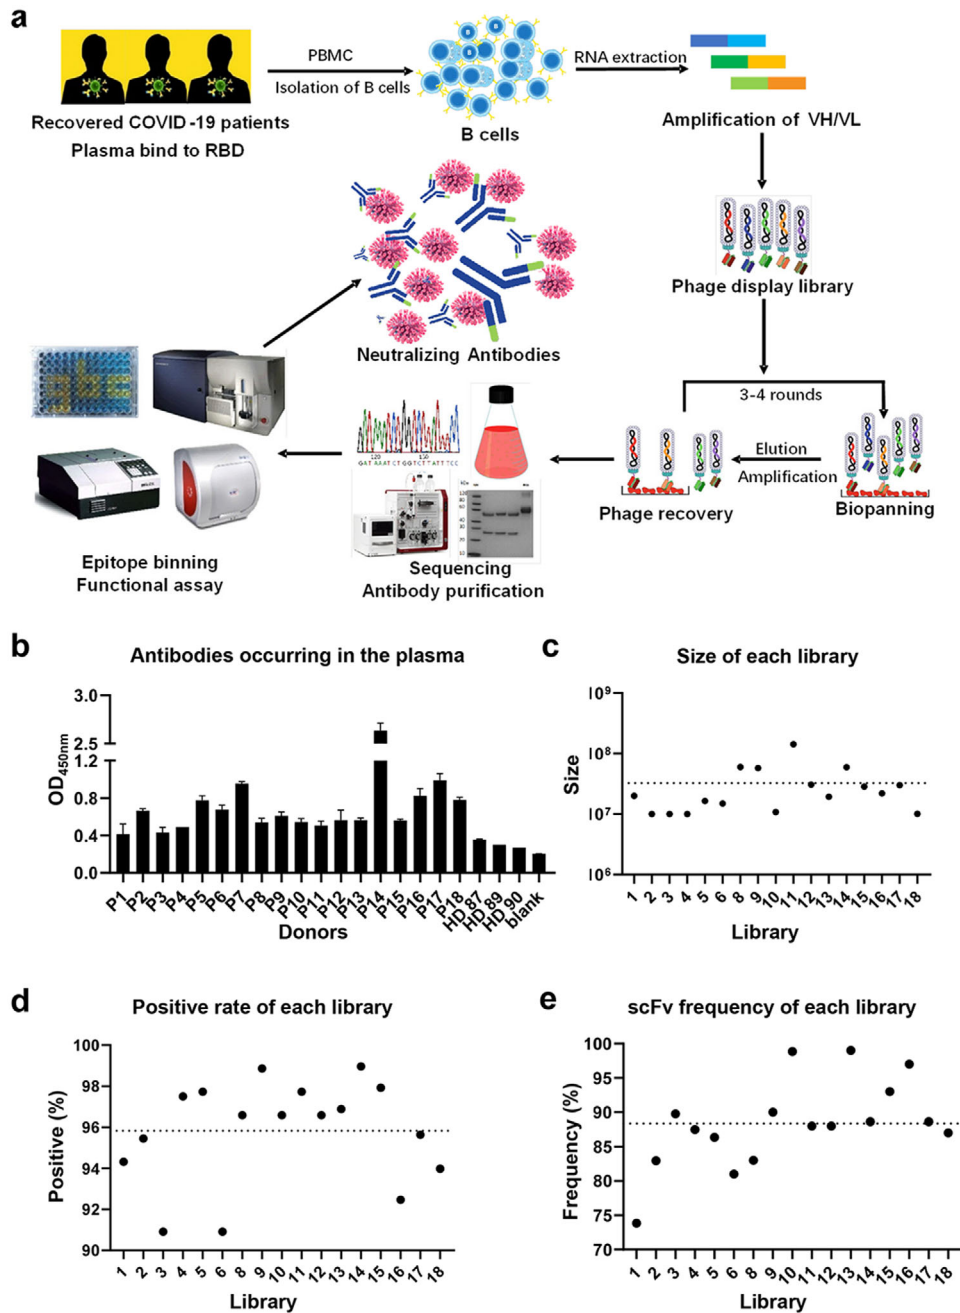 a
Recovered COVID-19 patients
Plasma bind to RBD
PBMC
Isolation of B cells
B
B
B
B cells
RNA extraction
Amplification of VH/VL
Phage display library
3-4 rounds
Biopanning
Elution
Amplification
Phage recovery
GATAAATCTGGTCTTATTTCC
Sequencing
Antibody purification
Epitope binning
Functional assay
Neutralizing Antibodies
b
Antibodies occurring in the plasma
OD450nm
3.0
2.5
1.2
0.8
0.4
0.0
P1
P2
P3
P4
P5
P6
P7
P8
P9
P10
P11
P12
P13
P14
P15
P16
P17
P18
HD 87
HD 89
HD 90
blank
Donors
c
Size of each library
Size
10⁹
10⁸
10⁷
10⁶
1
2
3
4
5
6
8
9
10
11
12
13
14
15
16
17
18
Library
d
Positive rate of each library
Positive (%)
100
98
96
94
92
90
1
2
3
4
5
6
8
9
10
11
12
13
14
15
16
17
18
Library
e
scFv frequency of each library
Frequency (%)
100
95
90
85
80
75
70
1
2
3
4
5
6
8
9
10
11
12
13
14
15
16
17
18
Library